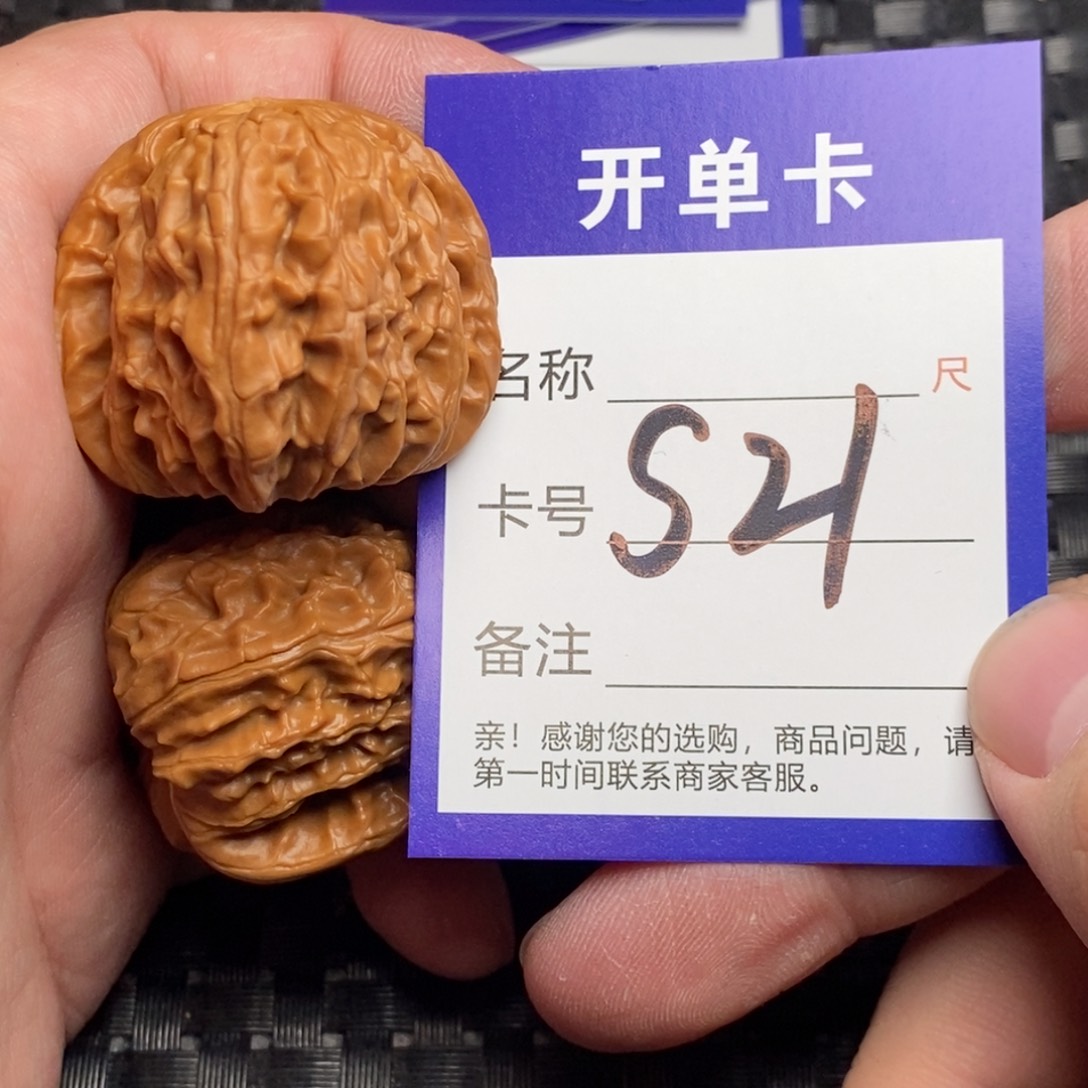 开单卡
名称 尺
卡号 S21
备注
亲！感谢您的选购，商品问题，请
第一时间联系商家客服。